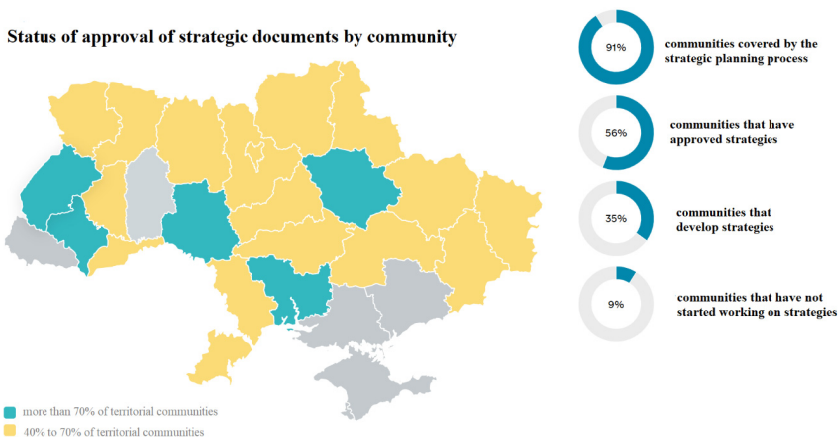 Status of approval of strategic documents by community
91%
communities covered by the
strategic planning process
56%
communities that have
approved strategies
35%
communities that
develop strategies
9%
communities that have not
started working on strategies
more than 70% of territorial communities
40% to 70% of territorial communities